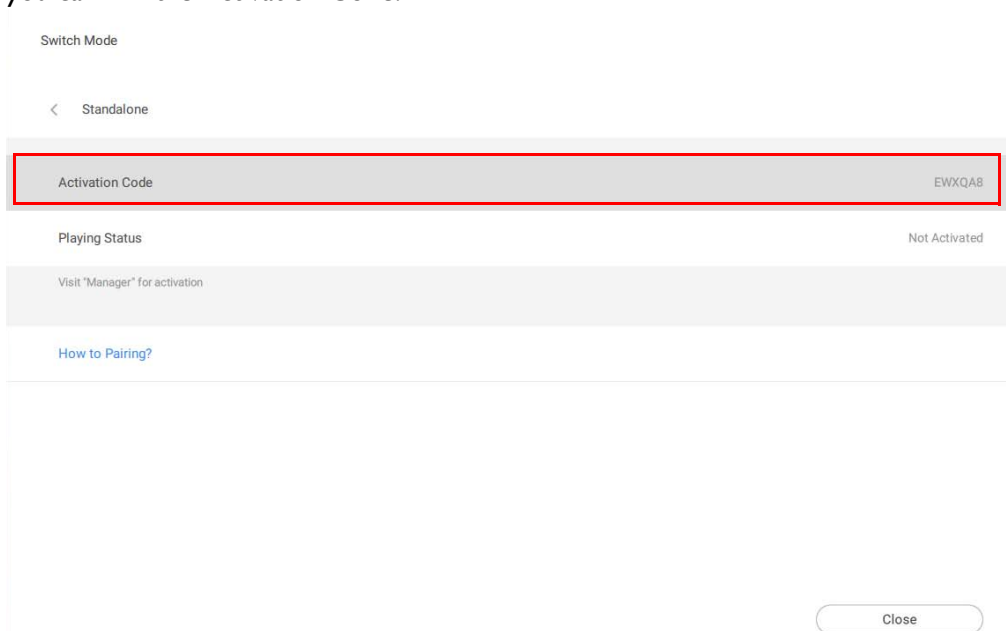 Switch Mode
< Standalone
Activation Code EWXQA8
Playing Status Not Activated
Visit "Manager" for activation
How to Pairing?
Close